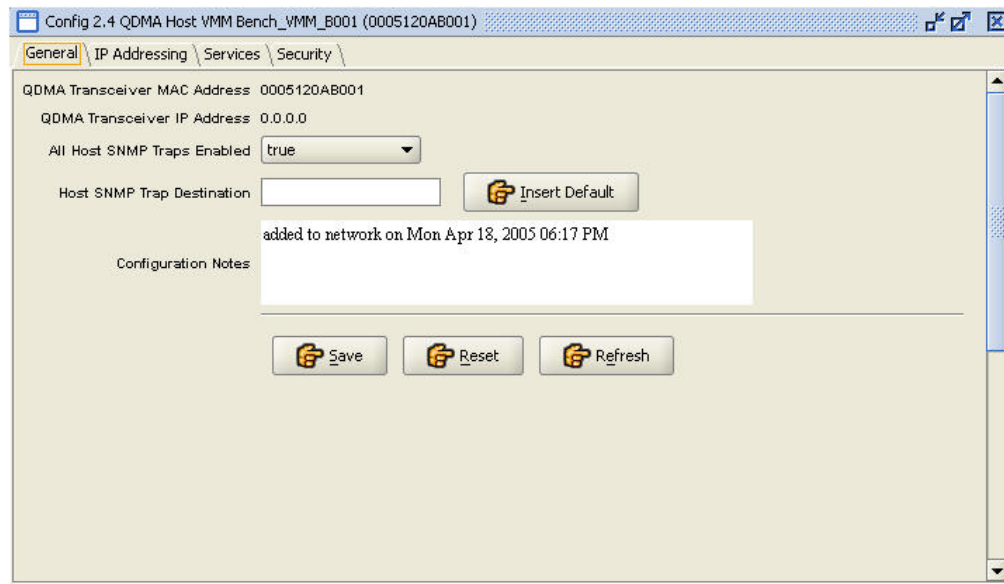 Config 2.4 QDMA Host VMM Bench_VMM_B001 (0005120AB001)
General IP Addressing Services Security
QDMA Transceiver MAC Address 0005120AB001
QDMA Transceiver IP Address 0.0.0.0
All Host SNMP Traps Enabled true
Host SNMP Trap Destination Insert Default
added to network on Mon Apr 18, 2005 06:17 PM
Configuration Notes
Save Reset Refresh